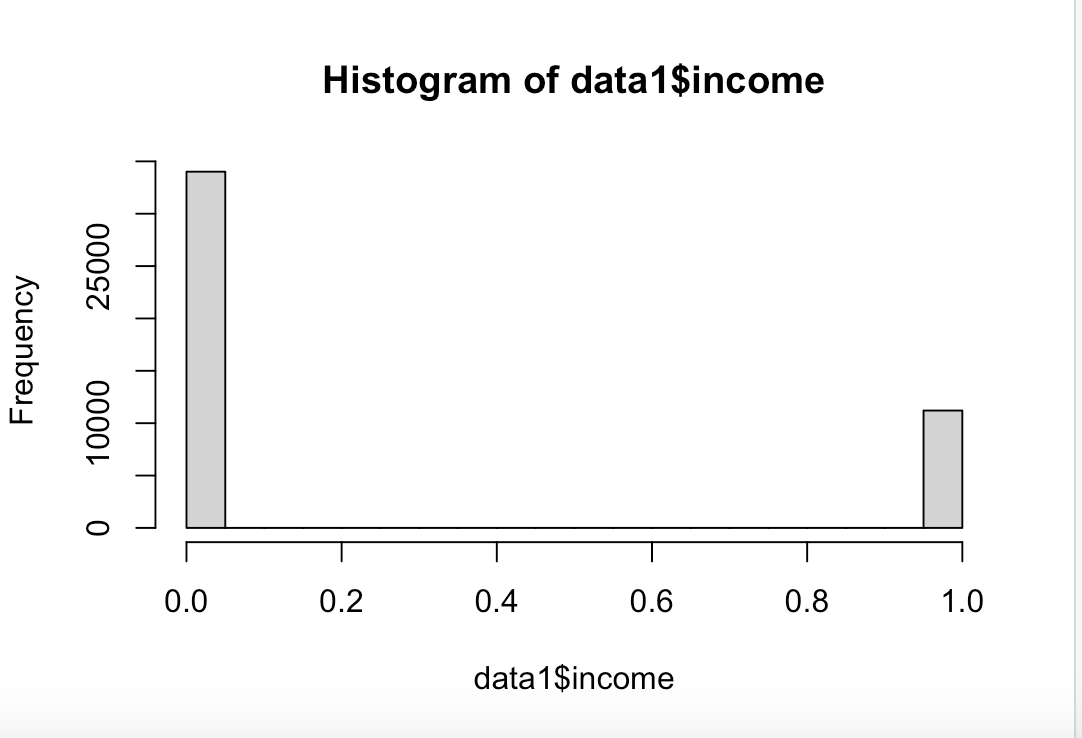 Histogram of data1$income
Frequency
25000
10000
0
0.0 0.2 0.4 0.6 0.8 1.0
data1$income